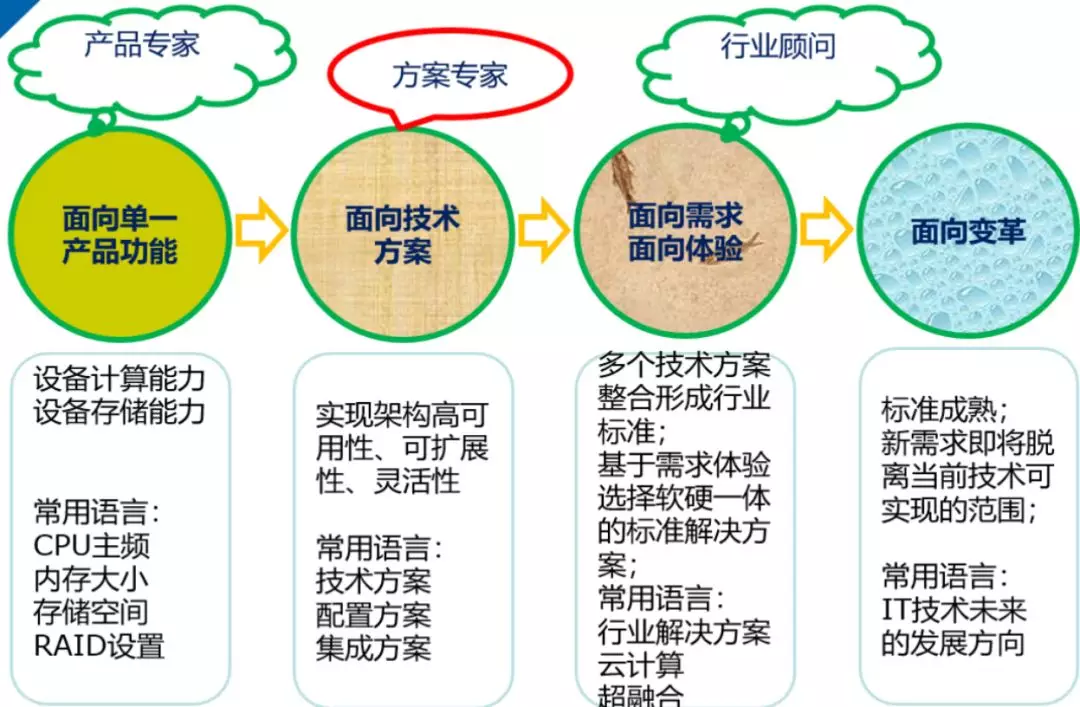 产品专家
方案专家
行业顾问
面向单一
产品功能
面向技术
方案
面向需求
面向体验
面向变革
设备计算能力
设备存储能力
常用语言：
CPU主频
内存大小
存储空间
RAID设置
实现架构高可
用性、可扩展
性、灵活性
常用语言：
技术方案
配置方案
集成方案
多个技术方案
整合形成行业
标准；
基于需求体验
选择软硬一体
的标准解决方
案；
常用语言：
行业解决方案
云计算
超融合
标准成熟；
新需求即将脱
离当前技术可
实现的范围；
常用语言：
IT技术未来
的发展方向